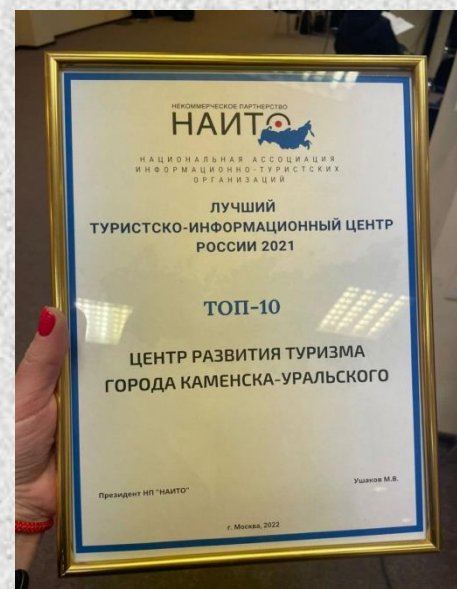 НЕКОММЕРЧЕСКОЕ ПАРТНЕРСТВО
НАИТО
НАЦИОНАЛЬНАЯ АССОЦИАЦИЯ
ИНФОРМАЦИОННО-ТУРИСТСКИХ
ОРГАНИЗАЦИЙ
ЛУЧШИЙ
ТУРИСТСКО-ИНФОРМАЦИОННЫЙ ЦЕНТР
РОССИИ 2021
ТОП-10
ЦЕНТР РАЗВИТИЯ ТУРИЗМА
ГОРОДА КАМЕНСКА-УРАЛЬСКОГО
Президент НП "НАИТО"
Ушаков М.В.
г. Москва, 2022